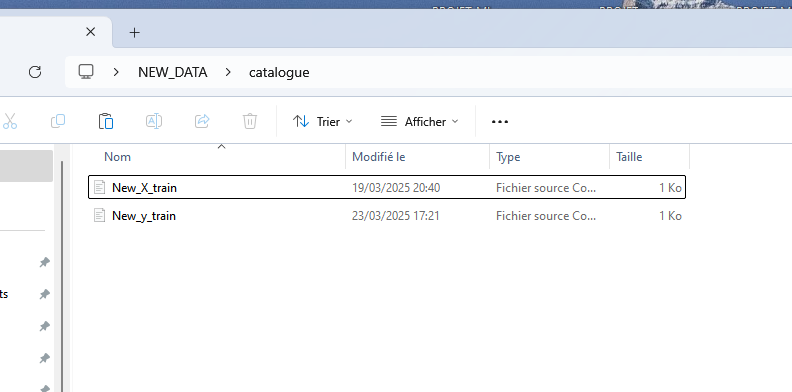 NEW_DATA > catalogue
Trier
Afficher
Nom Modifié le Type Taille
New_X_train 19/03/2025 20:40 Fichier source Co... 1 Ko
New_y_train 23/03/2025 17:21 Fichier source Co... 1 Ko
ts